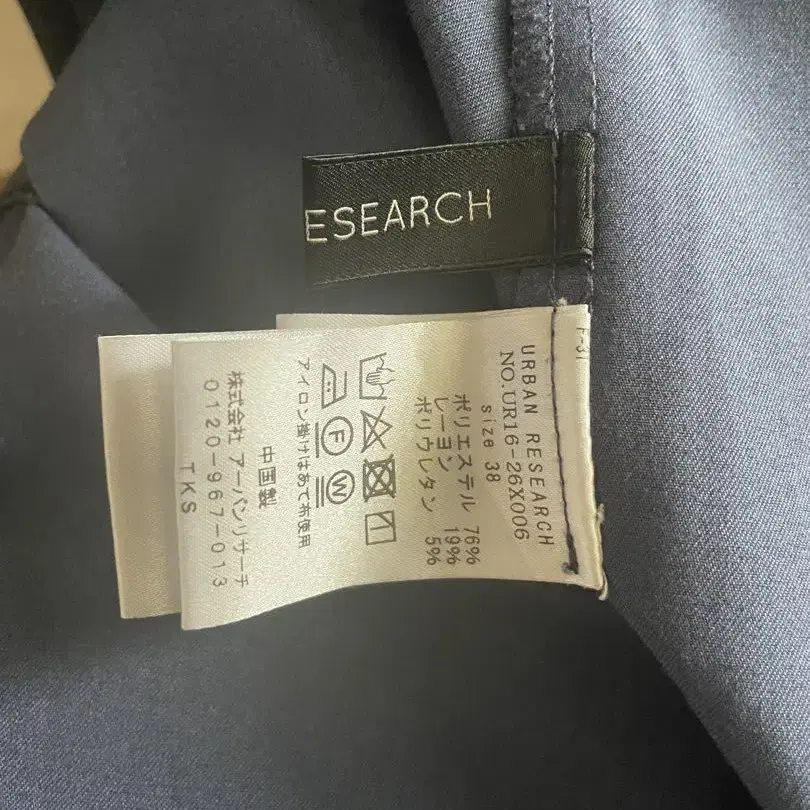 ESEARCH
F-31
URBAN RESEARCH
NO.UR16-26X006
size 38
ポリエステル 76%
レーヨン 19%
ポリウレタン 5%
F W
アイロン掛けはあて布使用
中国製
株式会社 アーバンリサーチ
0120-967-013
TKS